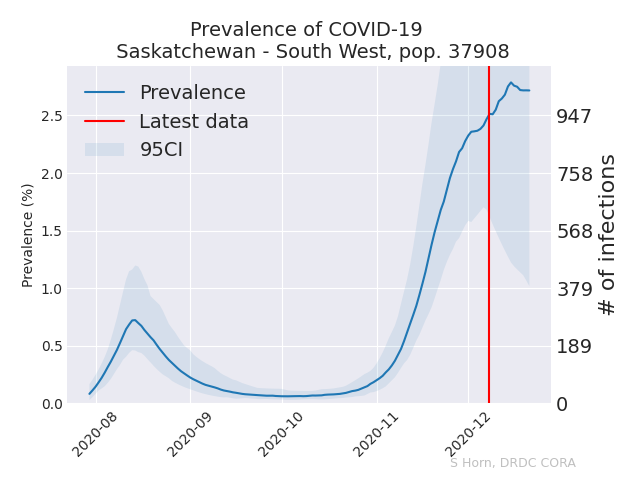 Prevalence of COVID-19
Saskatchewan - South West, pop. 37908
Prevalence
Latest data
95CI
Prevalence (%)
2.5
2.0
1.5
1.0
0.5
0.0
947
758
568
379
189
0
# of infections
2020-08
2020-09
2020-10
2020-11
2020-12
S Horn, DRDC CORA